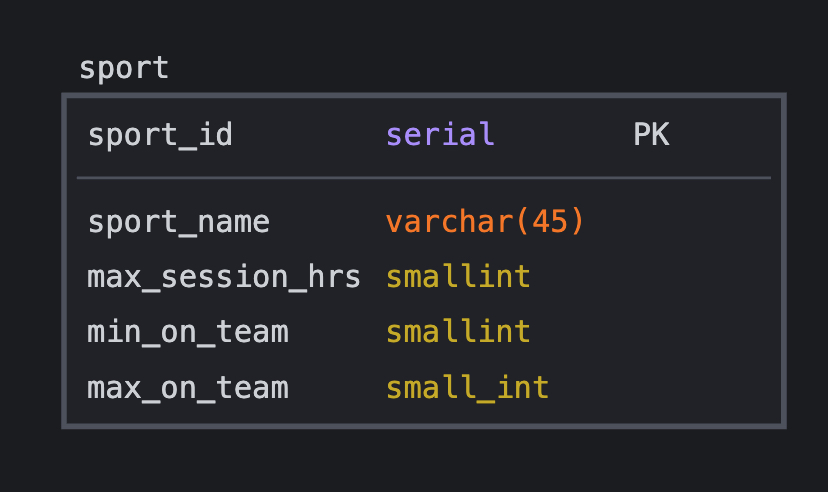 sport
sport_id serial PK
sport_name varchar(45)
max_session_hrs smallint
min_on_team smallint
max_on_team small_int